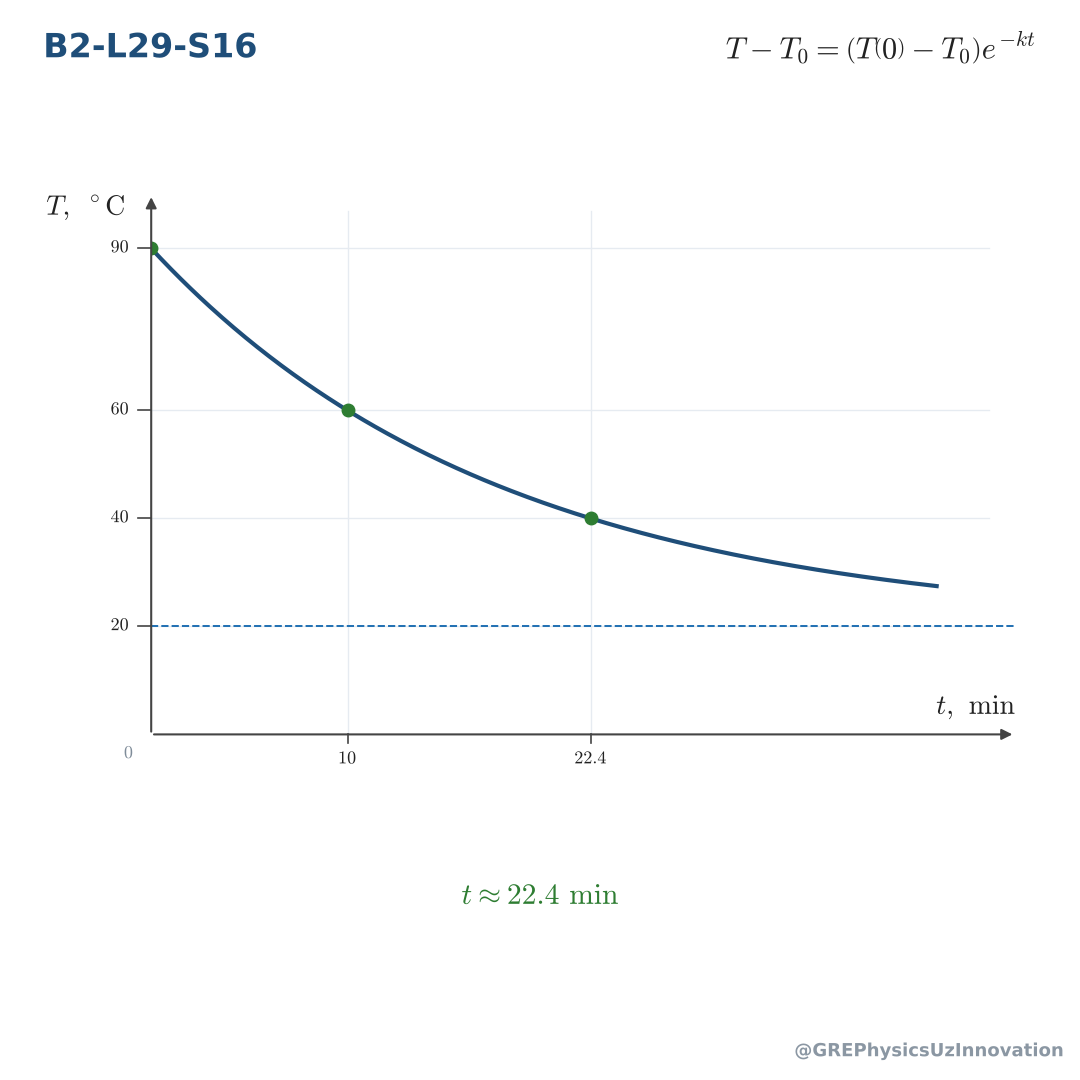 B2-L29-S16
T − T₀ = (T(0) − T₀)e^{−kt}
T, °C
90
60
40
20
t, min
0
10
22.4
t ≈ 22.4 min
@GREPhysicsUzInnovation